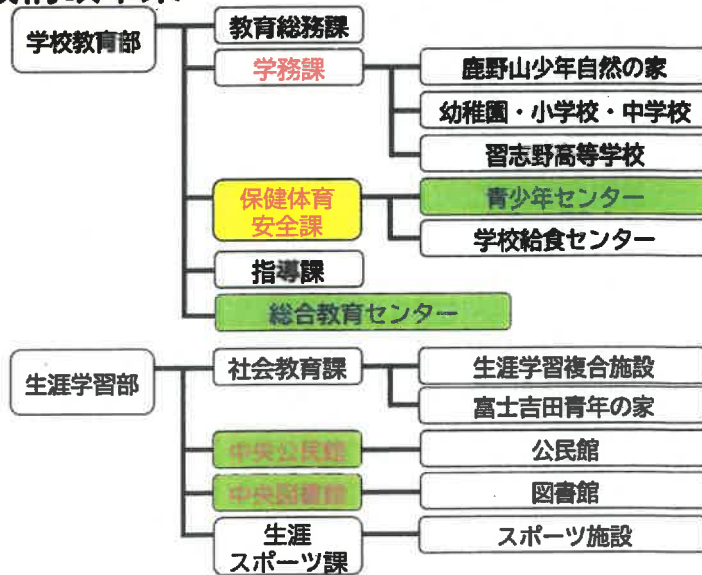 学校教育部
教育総務課
学務課
鹿野山少年自然の家
幼稚園・小学校・中学校
習志野高等学校
保健体育
安全課
青少年センター
学校給食センター
指導課
総合教育センター
生涯学習部
社会教育課
生涯学習複合施設
富士吉田青年の家
中央公民館
公民館
中央図書館
図書館
生涯
スポーツ課
スポーツ施設